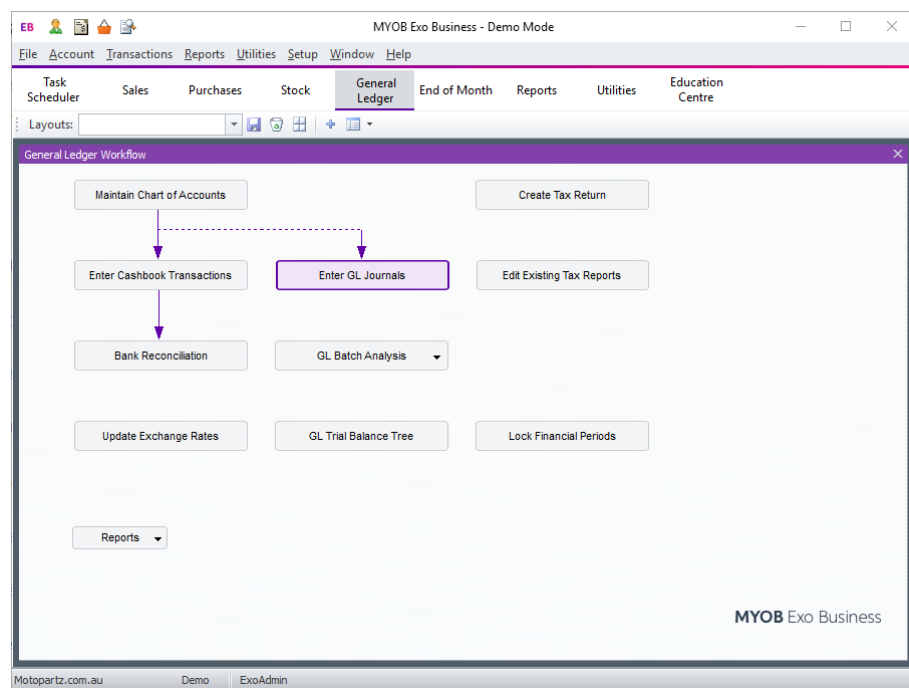 EB
MYOB Exo Business - Demo Mode
File Account Transactions Reports Utilities Setup Window Help
Task
Scheduler
Sales
Purchases
Stock
General
Ledger
End of Month
Reports
Utilities
Education
Centre
Layouts:
General Ledger Workflow
Maintain Chart of Accounts
Create Tax Return
Enter Cashbook Transactions
Enter GL Journals
Edit Existing Tax Reports
Bank Reconciliation
GL Batch Analysis
Update Exchange Rates
GL Trial Balance Tree
Lock Financial Periods
Reports
MYOB Exo Business
Motopartz.com.au Demo ExoAdmin